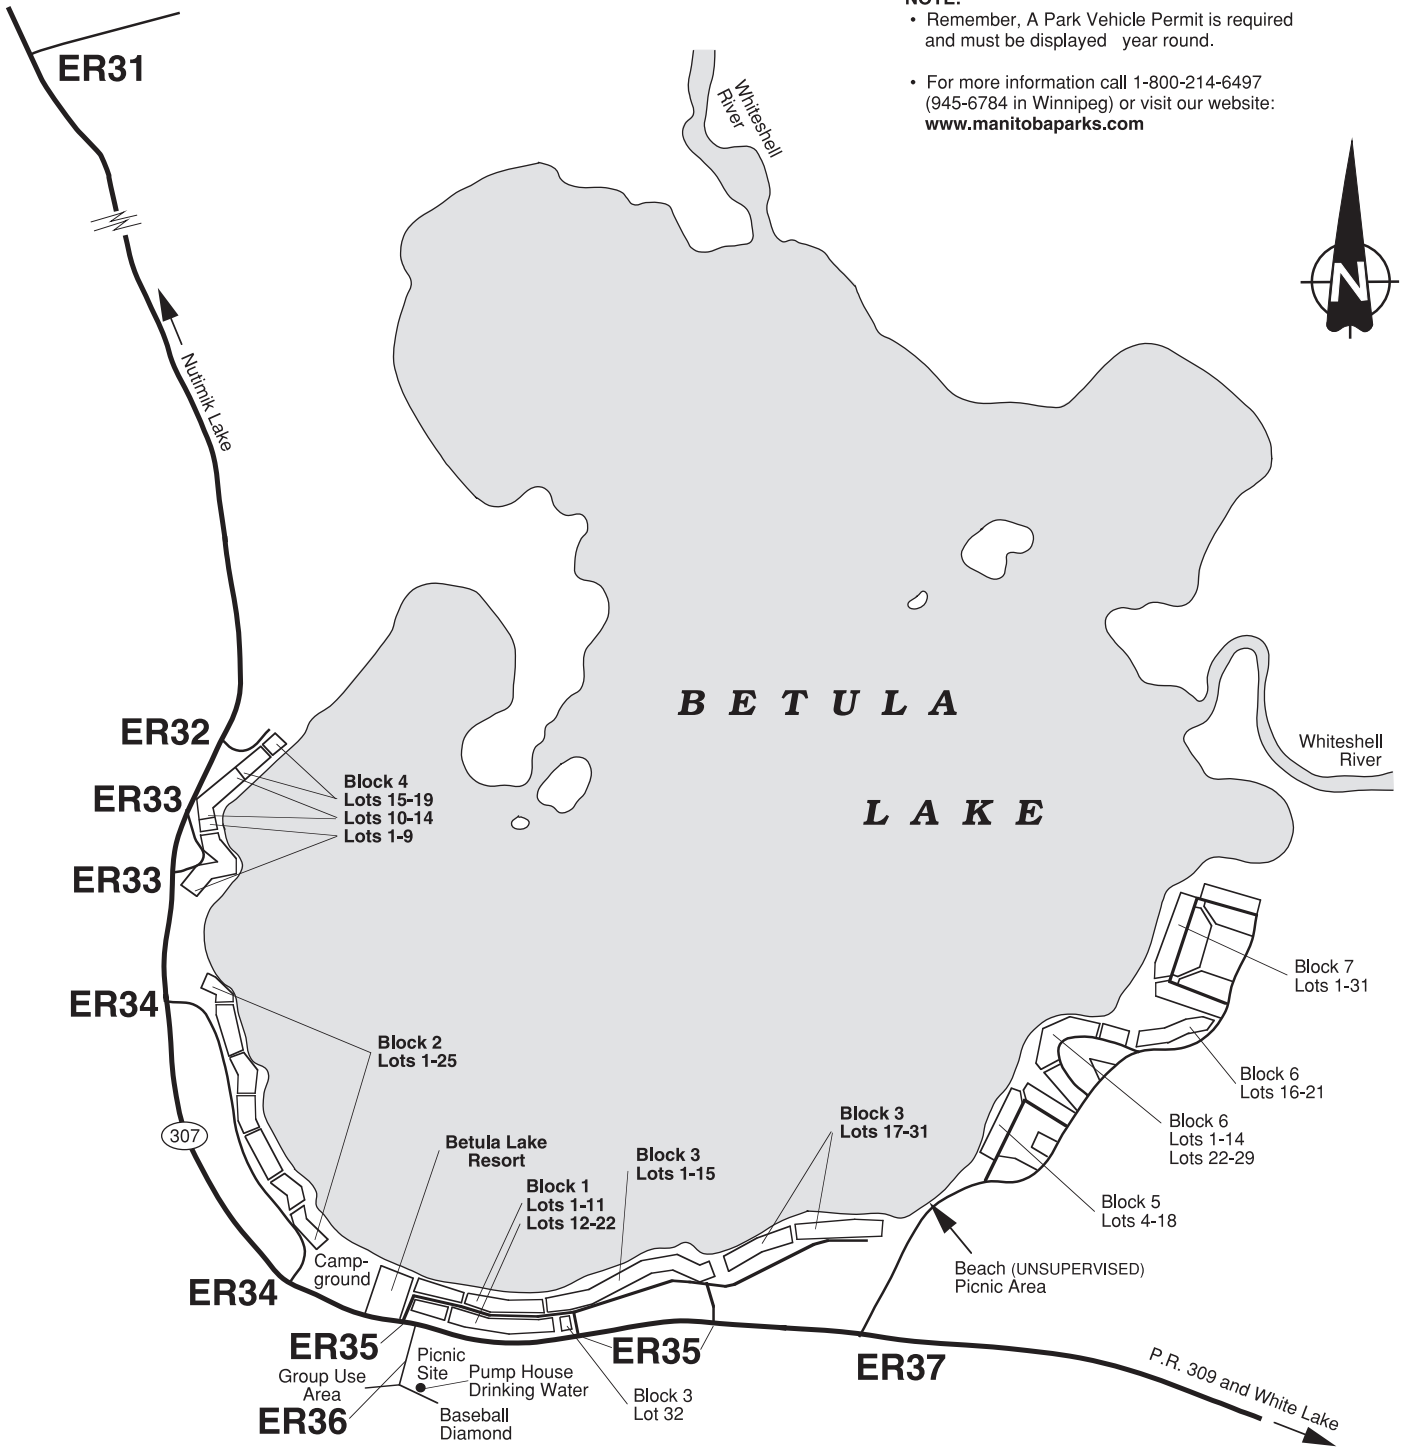 NOTE:
• Remember, A Park Vehicle Permit is required
and must be displayed year round.
• For more information call 1-800-214-6497
(945-6784 in Winnipeg) or visit our website:
www.manitobaparks.com
ER31
Whiteshell
River
N
Nutimik Lake
BETULA
LAKE
Whiteshell
River
ER32
ER33
ER33
Block 4
Lots 15-19
Lots 10-14
Lots 1-9
ER34
Block 2
Lots 1-25
307
Block 7
Lots 1-31
Block 6
Lots 16-21
Block 6
Lots 1-14
Lots 22-29
Block 5
Lots 4-18
Block 3
Lots 17-31
Betula Lake
Resort
Block 3
Lots 1-15
Block 1
Lots 1-11
Lots 12-22
Camp-
ground
Beach (UNSUPERVISED)
Picnic Area
ER34
ER35
ER35
ER37
Picnic
Site
Group Use
Area
Pump House
Drinking Water
Block 3
Lot 32
ER36
Baseball
Diamond
P.R. 309 and White Lake